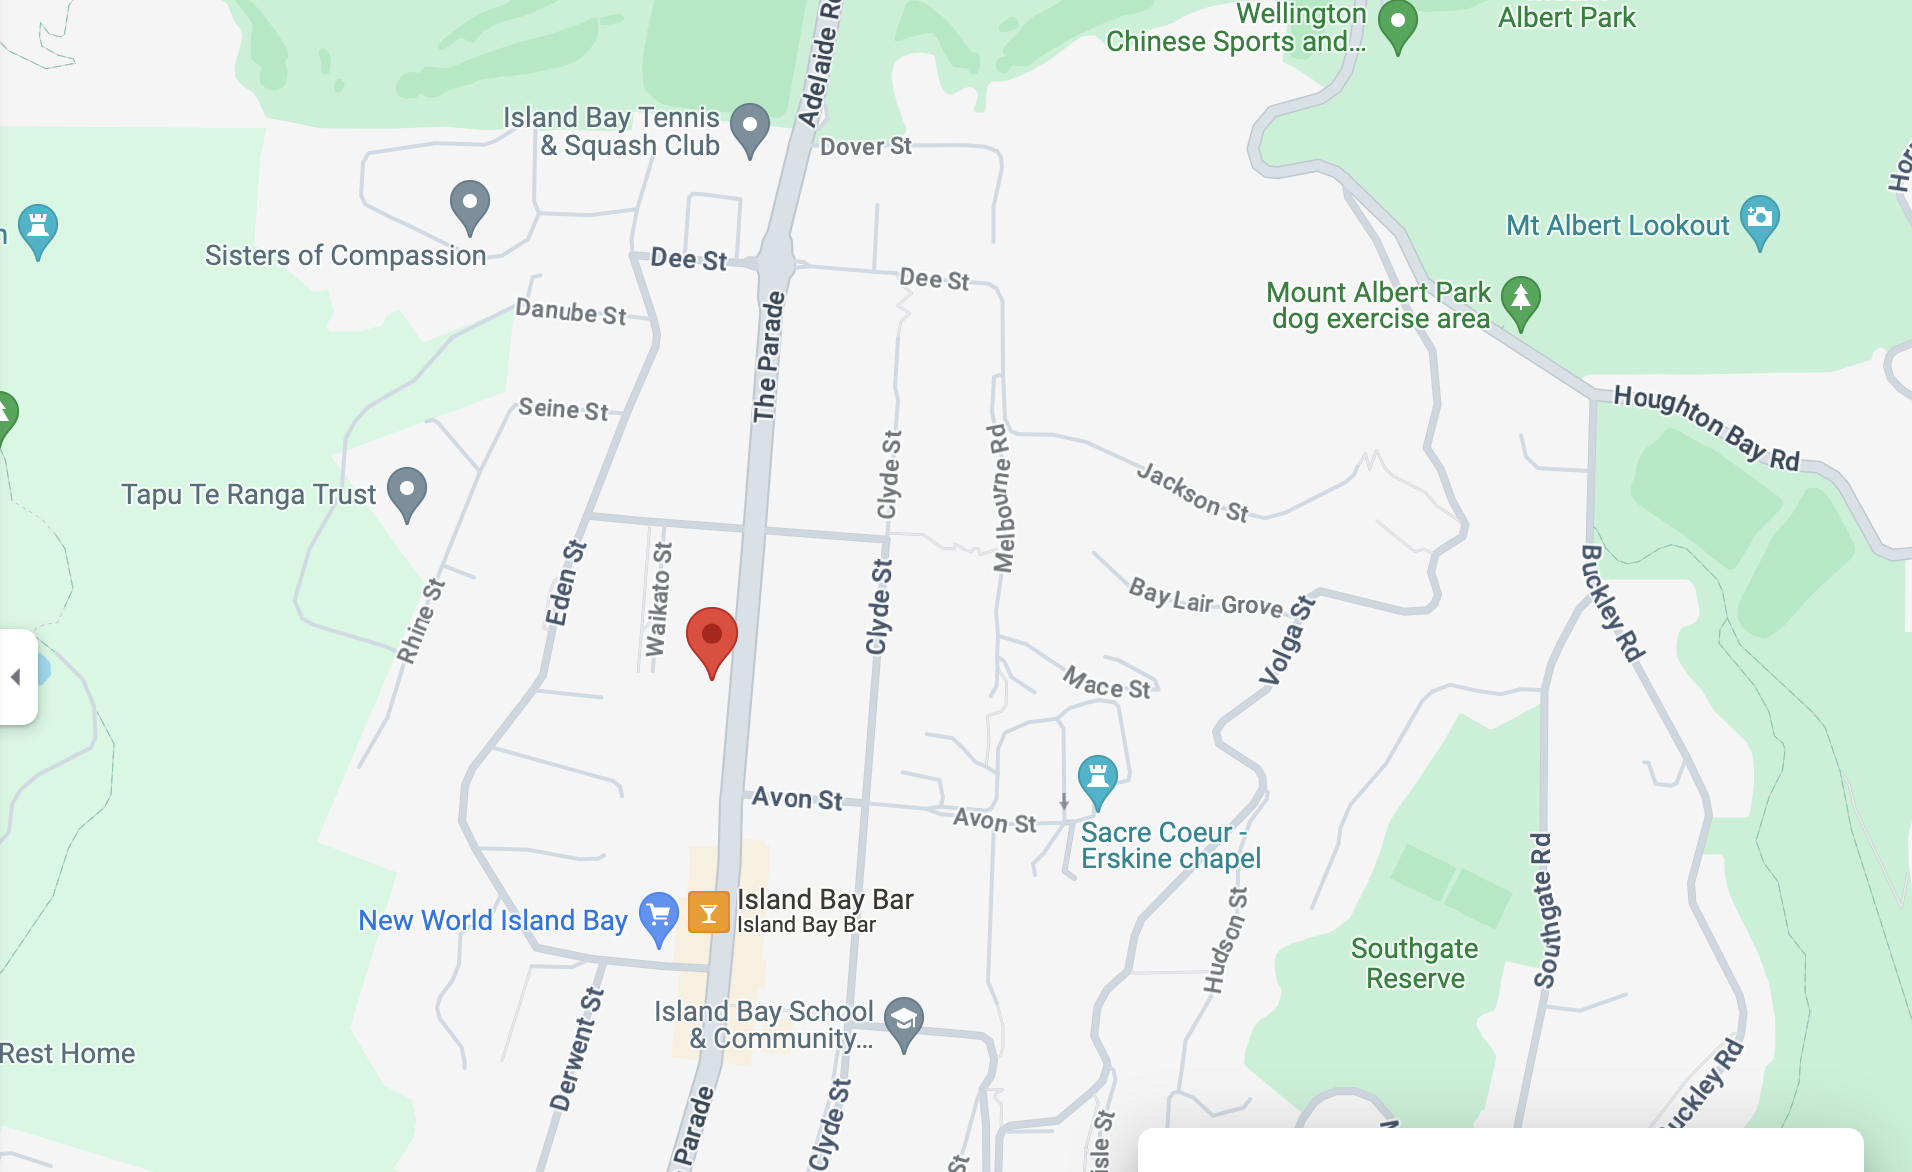 Wellington
Chinese Sports and...
Albert Park
Adelaide Rd
Island Bay Tennis
& Squash Club
Dover St
Sisters of Compassion
Mt Albert Lookout
Dee St
Dee St
Danube St
Mount Albert Park
dog exercise area
The Parade
Seine St
Houghton Bay Rd
Clyde St
Melbourne Rd
Jackson St
Tapu Te Ranga Trust
Eden St
Waikato St
Rhine St
Clyde St
Bay Lair Grove
Volga St
Buckley Rd
Mace St
Avon St
Avon St
Sacre Coeur -
Erskine chapel
Southgate Rd
New World Island Bay
Island Bay Bar
Island Bay Bar
Hudson St
Southgate
Reserve
Island Bay School
& Community...
Derwent St
Rest Home
Parade
Clyde St
Buckley Rd
St